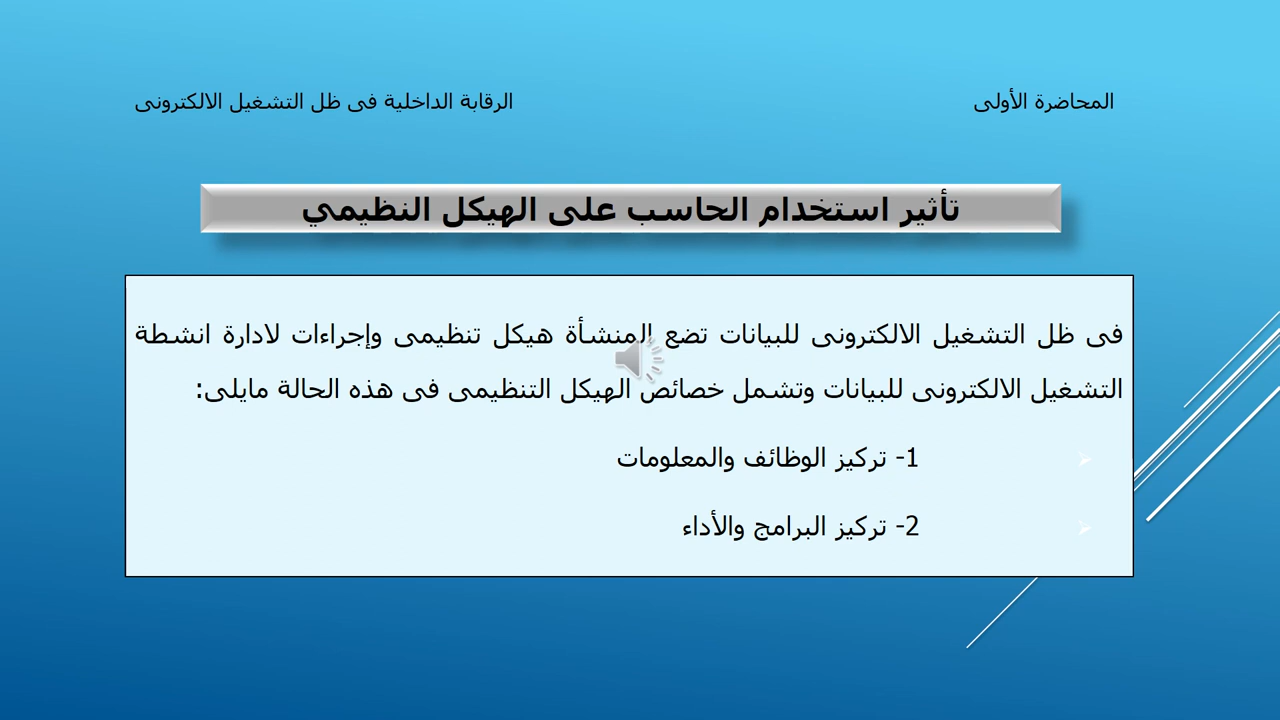 المحاضرة الأولى
الرقابة الداخلية فى ظل التشغيل الالكترونى
تأثير استخدام الحاسب على الهيكل النظيمي
فى ظل التشغيل الالكترونى للبيانات تضع المنشأة هيكل تنظيمى وإجراءات لادارة انشطة
التشغيل الالكترونى للبيانات وتشمل خصائص الهيكل التنظيمى فى هذه الحالة مايلى:
1- تركيز الوظائف والمعلومات
2- تركيز البرامج والأداء